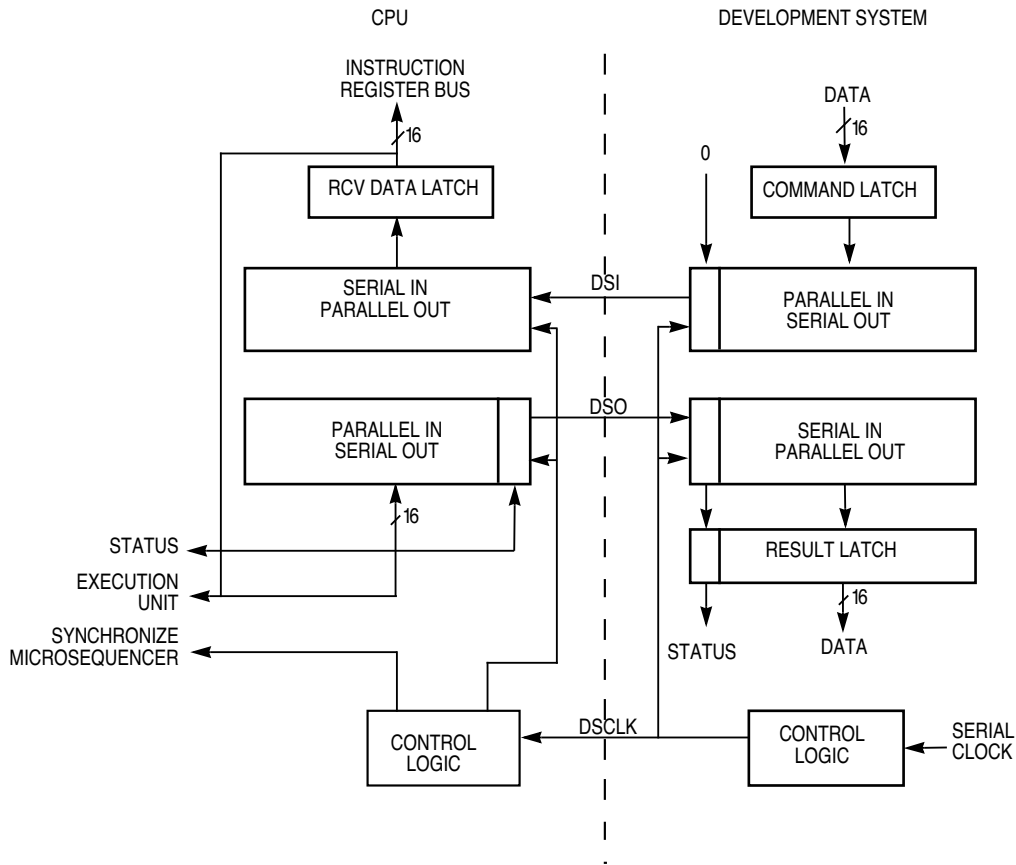 CPU
DEVELOPMENT SYSTEM
INSTRUCTION
REGISTER BUS
16
RCV DATA LATCH
SERIAL IN
PARALLEL OUT
PARALLEL IN
SERIAL OUT
16
STATUS
EXECUTION
UNIT
SYNCHRONIZE
MICROSEQUENCER
CONTROL
LOGIC
DSI
DSO
DSCLK
DATA
16
0
COMMAND LATCH
PARALLEL IN
SERIAL OUT
SERIAL IN
PARALLEL OUT
RESULT LATCH
16
STATUS
DATA
CONTROL
LOGIC
SERIAL
CLOCK